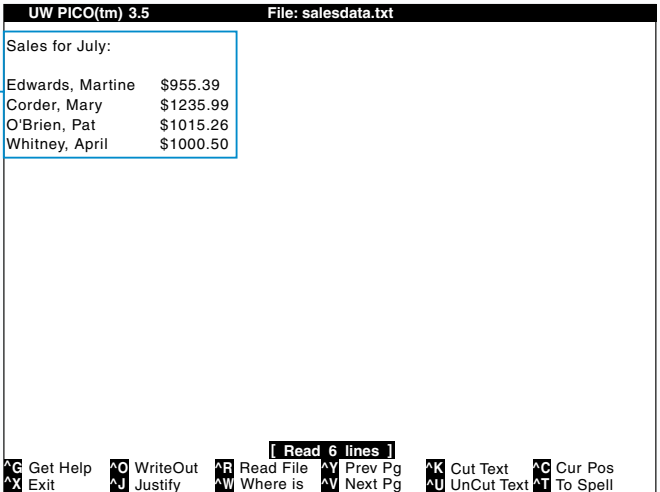 UW PICO(tm) 3.5 File: salesdata.txt
Sales for July:
Edwards, Martine $955.39
Corder, Mary $1235.99
O'Brien, Pat $1015.26
Whitney, April $1000.50
[ Read 6 lines ]
^G Get Help ^O WriteOut ^R Read File ^Y Prev Pg ^K Cut Text ^C Cur Pos
^X Exit ^J Justify ^W Where is ^V Next Pg ^U UnCut Text ^T To Spell